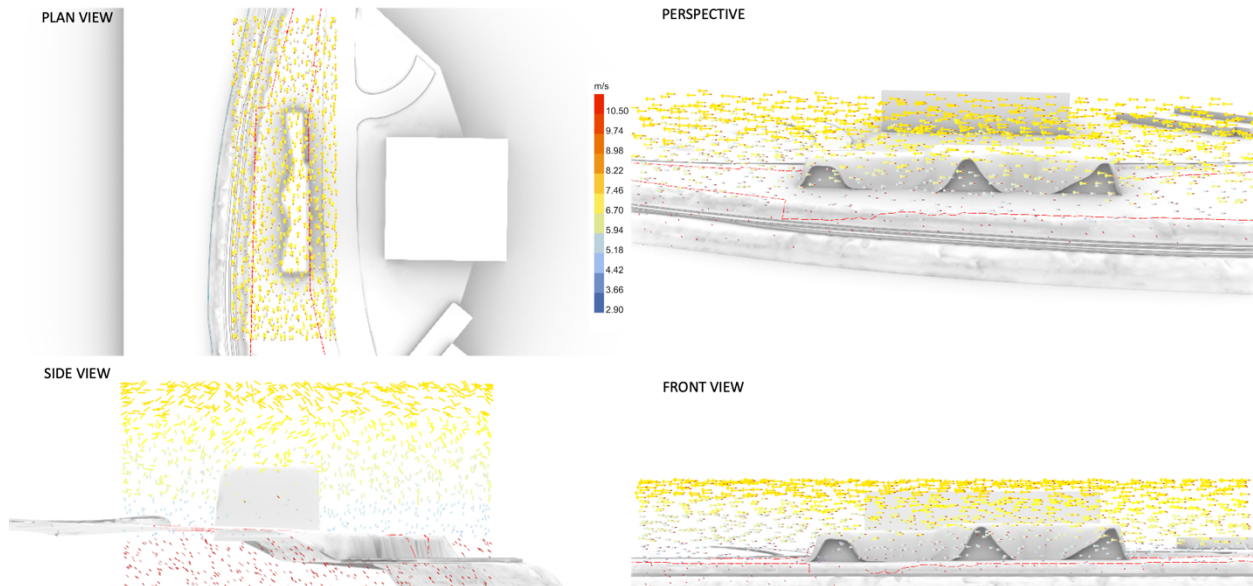 PLAN VIEW
PERSPECTIVE
m/s
10.50
9.74
8.98
8.22
7.46
6.70
5.94
5.18
4.42
3.66
2.90
SIDE VIEW
FRONT VIEW